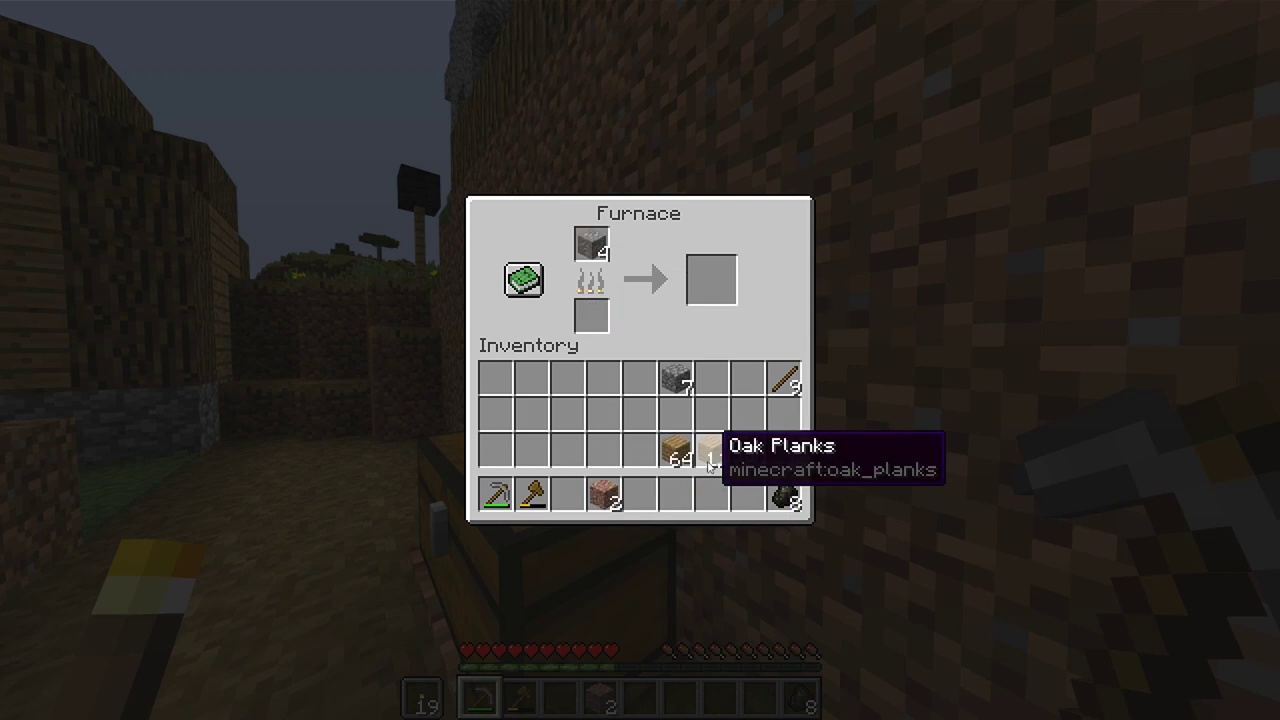 Furnace
4
Inventory
7
9
64
Oak Planks
minecraft:oak_planks
2
8
19
2
8